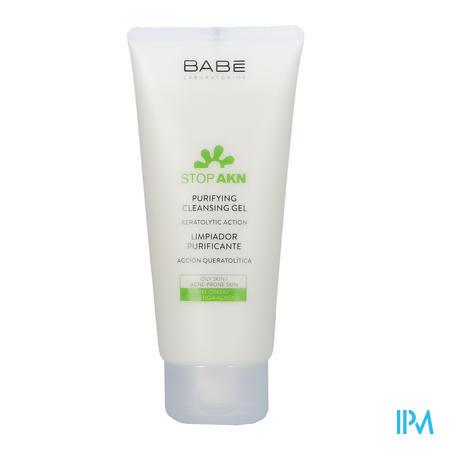 BABÉ
LABORATORIOS
STOP AKN
PURIFYING
CLEANSING GEL
KERATOLYTIC ACTION
LIMPIADOR
PURIFICANTE
ACCIÓN QUERATOLÍTICA
OILY SKIN /
ACNE-PRONE SKIN
IPM